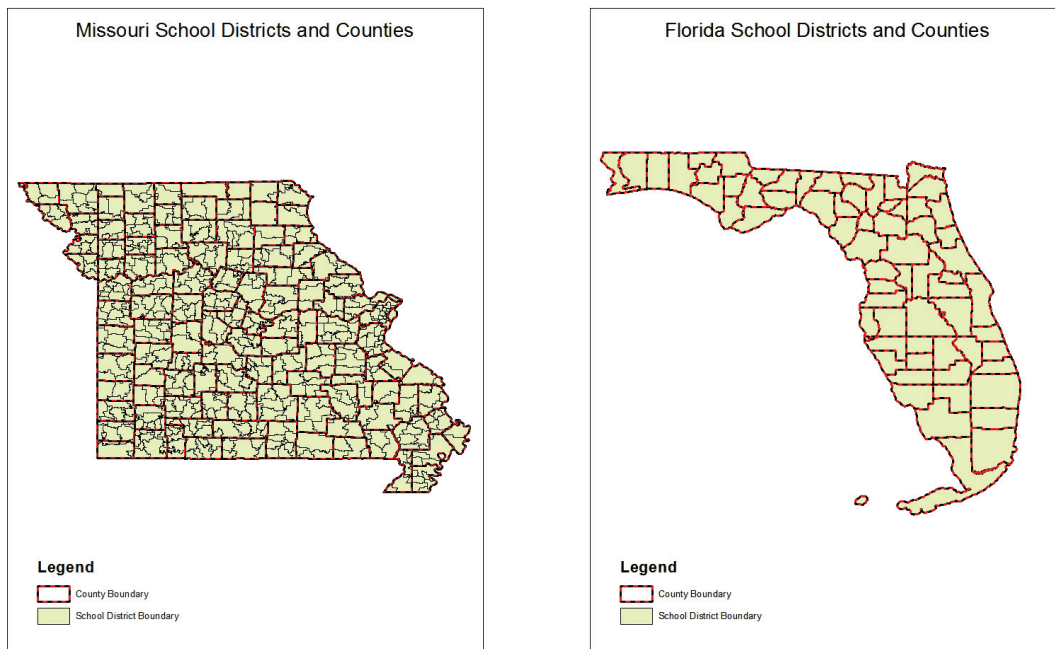 Missouri School Districts and Counties
Legend
County Boundary
School District Boundary
Florida School Districts and Counties
Legend
County Boundary
School District Boundary